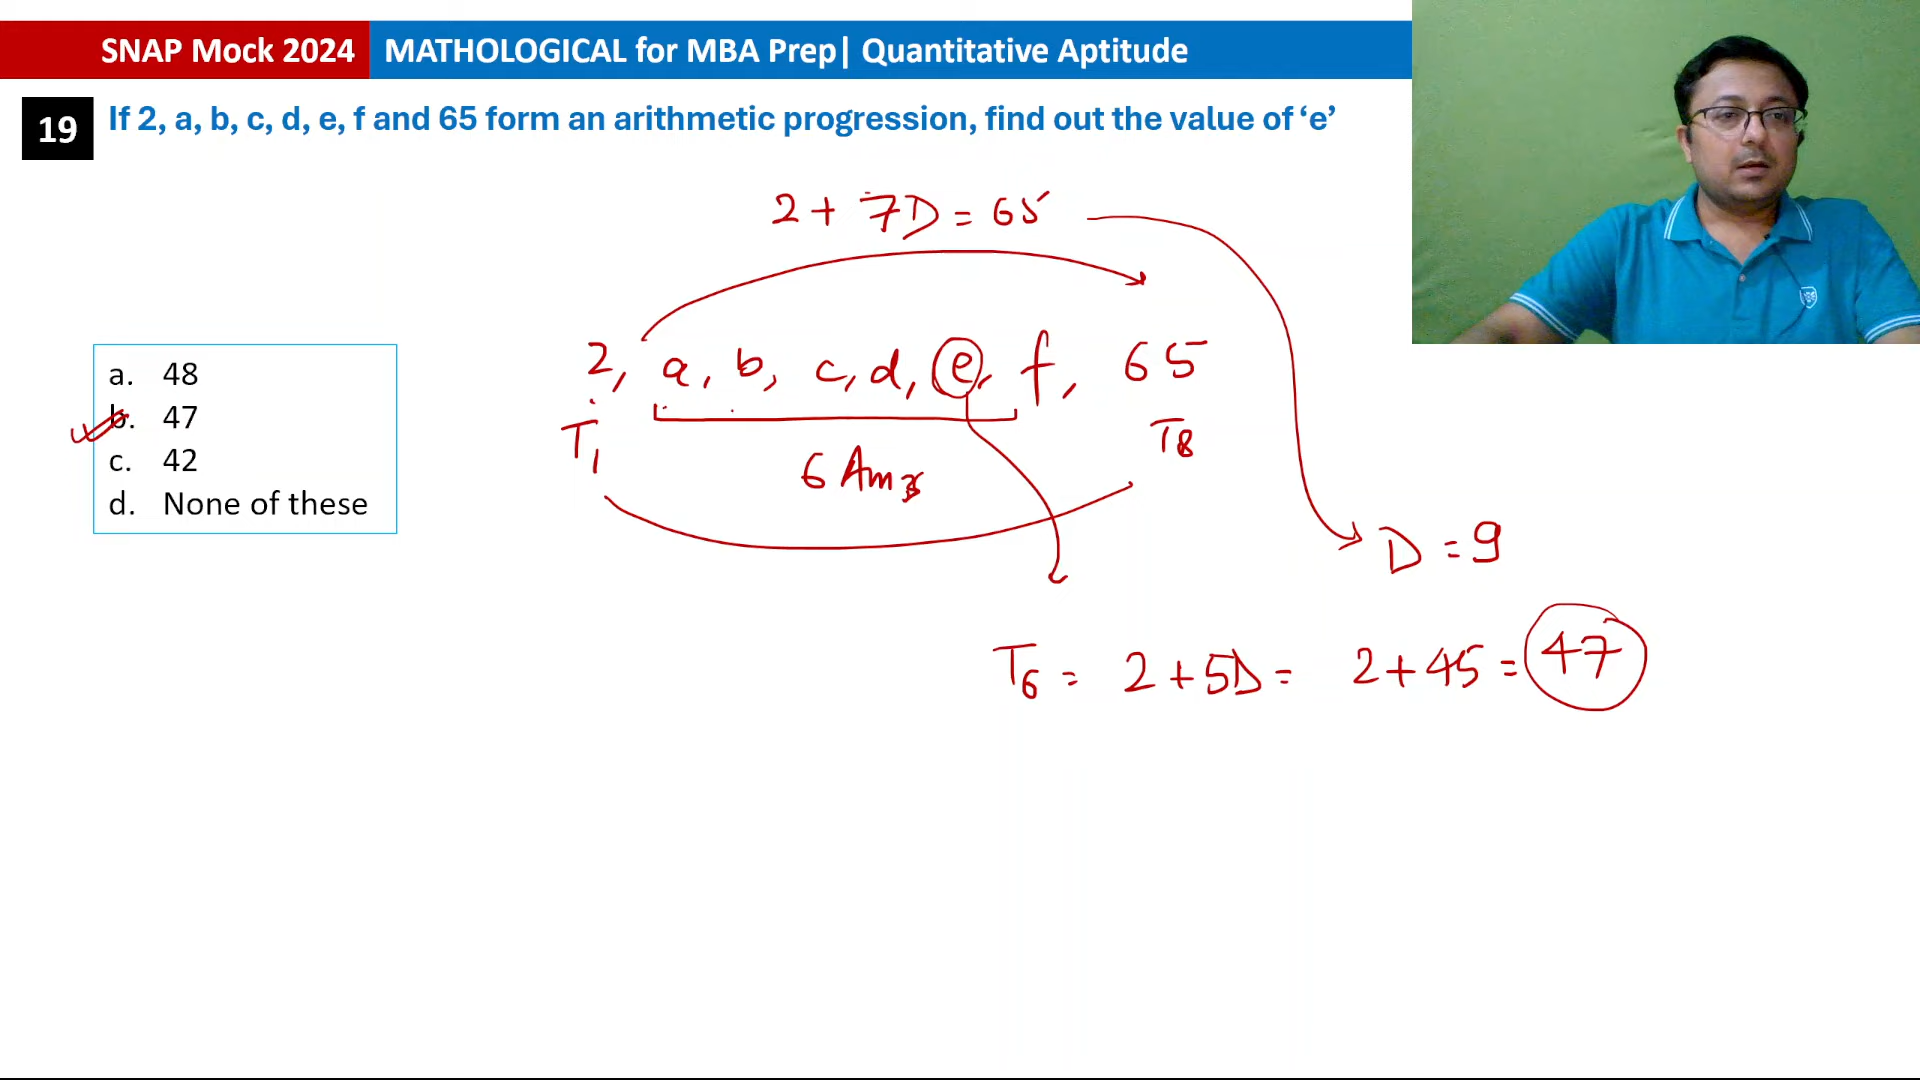 SNAP Mock 2024 MATHOLOGICAL for MBA Prep| Quantitative Aptitude
19 If 2, a, b, c, d, e, f and 65 form an arithmetic progression, find out the value of ‘e’
2 + 7D = 65
2, a, b, c, d, e, f, 65
T1 T8
6 Ams
a. 48
b. 47
c. 42
d. None of these
D = 9
T6 = 2 + 5D = 2 + 45 = 47